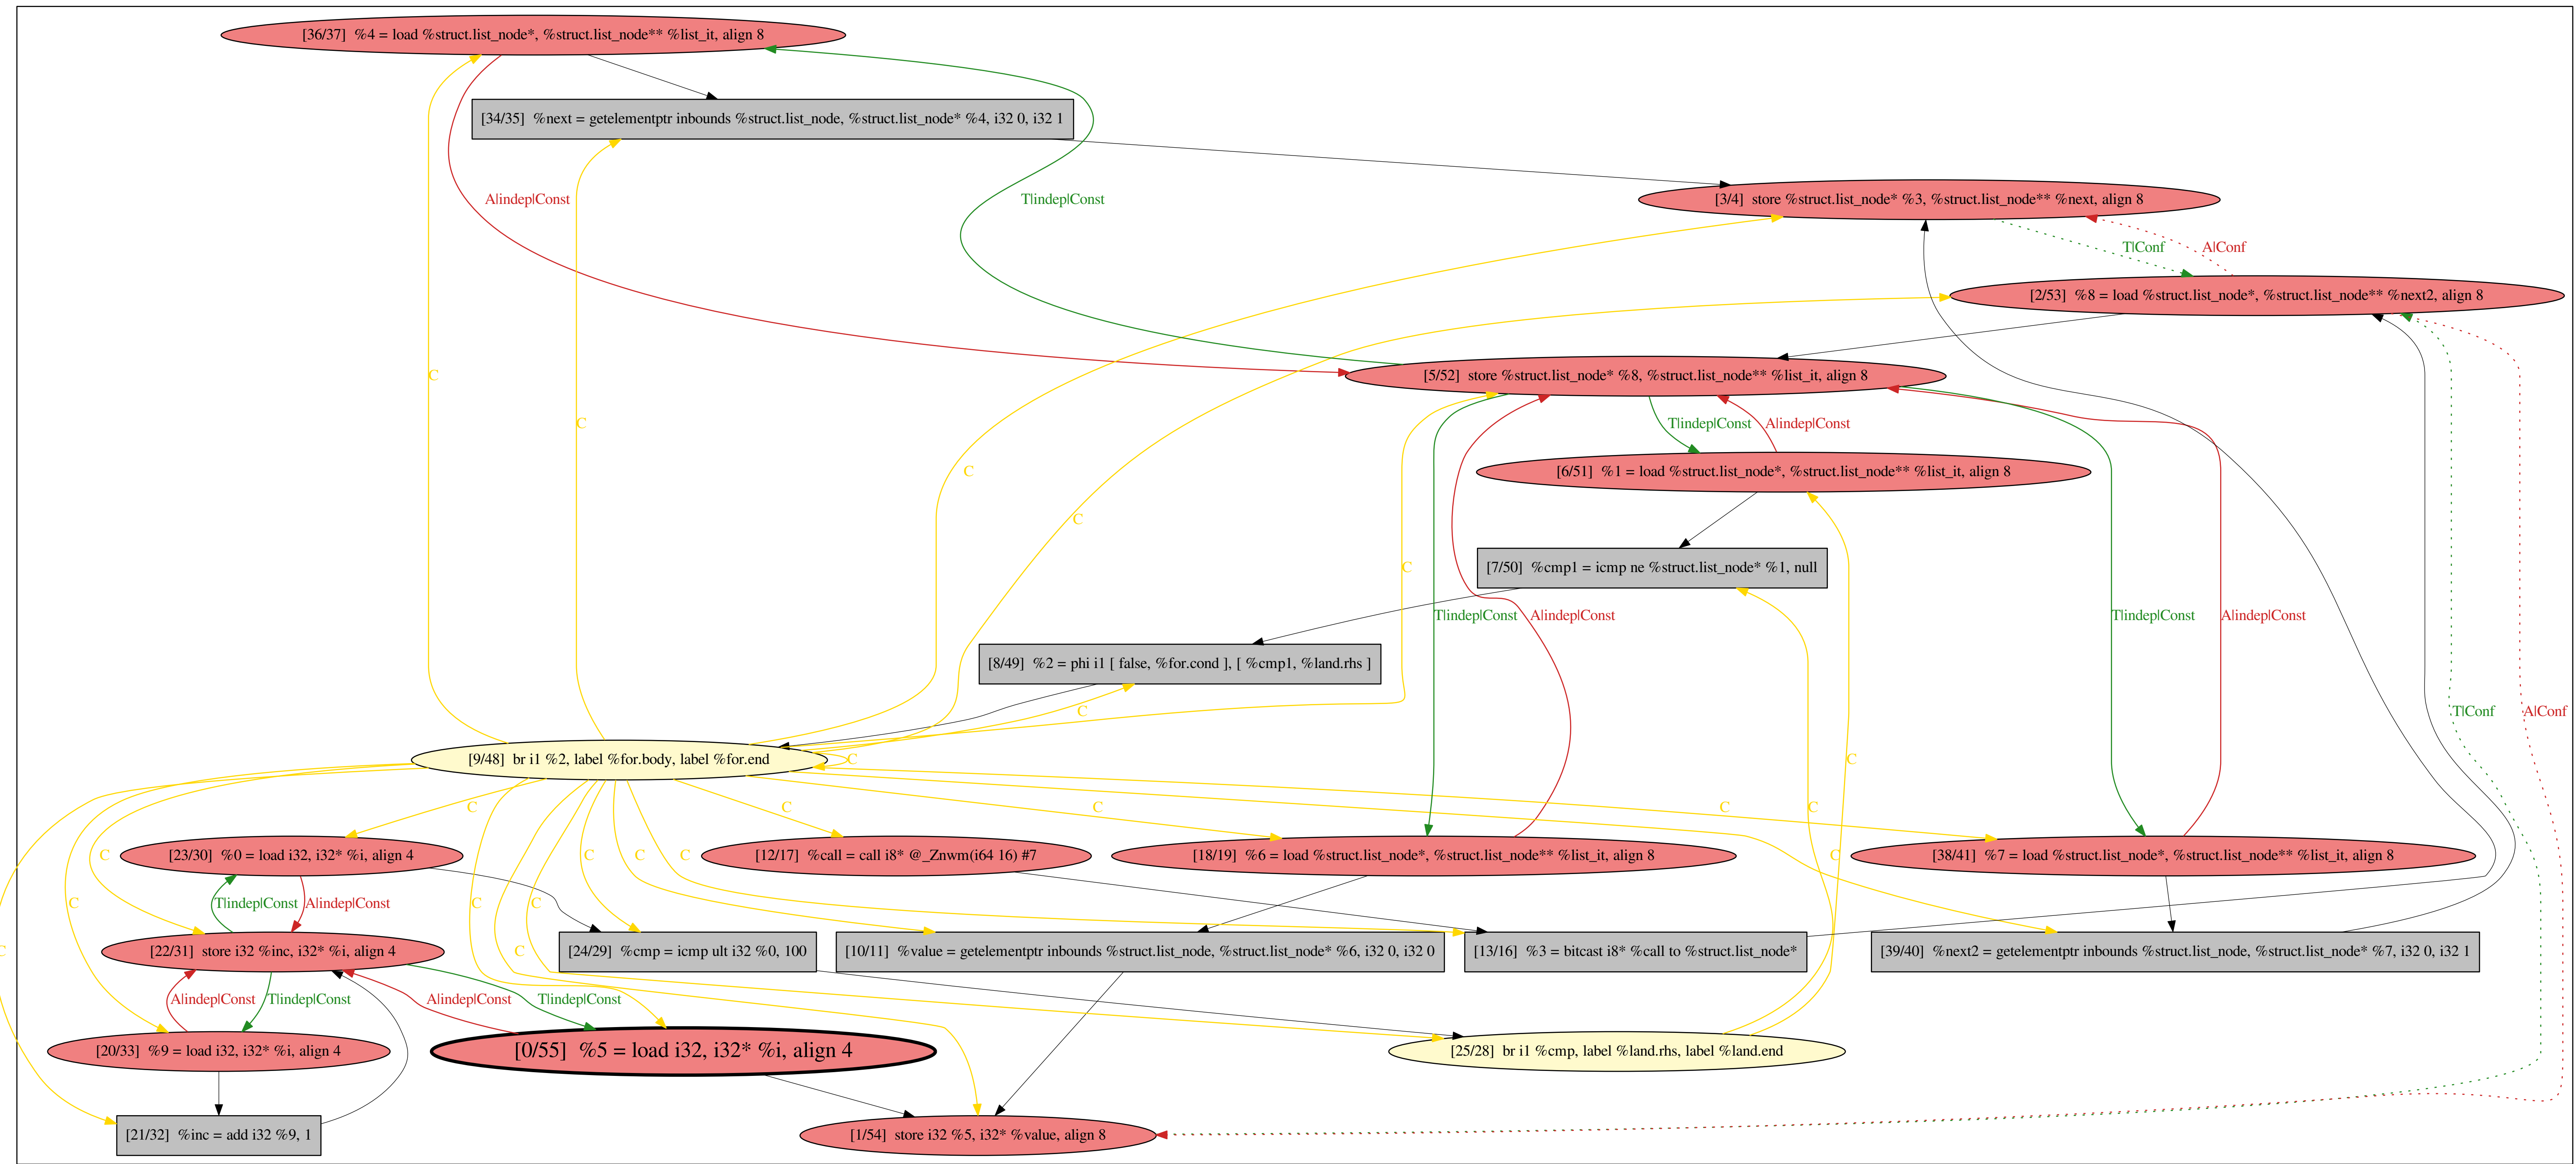 [36/37]  %4 = load %struct.list_node*, %struct.list_node** %list_it, align 8
[34/35]  %next = getelementptr inbounds %struct.list_node, %struct.list_node* %4, i32 0, i32 1
A|indep|Const
T|indep|Const
[3/4]  store %struct.list_node* %3, %struct.list_node** %next, align 8
T|Conf
A|Conf
[2/53]  %8 = load %struct.list_node*, %struct.list_node** %next2, align 8
C
[5/52]  store %struct.list_node* %8, %struct.list_node** %list_it, align 8
C
T|indep|Const
A|indep|Const
C
[6/51]  %1 = load %struct.list_node*, %struct.list_node** %list_it, align 8
C
C
[7/50]  %cmp1 = icmp ne %struct.list_node* %1, null
T|indep|Const
A|indep|Const
T|indep|Const
A|indep|Const
[8/49]  %2 = phi i1 [ false, %for.cond ], [ %cmp1, %land.rhs ]
C
T|Conf
A|Conf
[9/48]  br i1 %2, label %for.body, label %for.end
C
C
C
C
C
C
C
[23/30]  %0 = load i32, i32* %i, align 4
C
C
C
C
[12/17]  %call = call i8* @_Znwm(i64 16) #7
[18/19]  %6 = load %struct.list_node*, %struct.list_node** %list_it, align 8
C
[38/41]  %7 = load %struct.list_node*, %struct.list_node** %list_it, align 8
C
T|indep|Const
A|indep|Const
C
C
C
[22/31]  store i32 %inc, i32* %i, align 4
C
[24/29]  %cmp = icmp ult i32 %0, 100
[10/11]  %value = getelementptr inbounds %struct.list_node, %struct.list_node* %6, i32 0, i32 0
[13/16]  %3 = bitcast i8* %call to %struct.list_node*
[39/40]  %next2 = getelementptr inbounds %struct.list_node, %struct.list_node* %7, i32 0, i32 1
A|indep|Const
T|indep|Const
A|indep|Const
T|indep|Const
[20/33]  %9 = load i32, i32* %i, align 4
[0/55]  %5 = load i32, i32* %i, align 4
[25/28]  br i1 %cmp, label %land.rhs, label %land.end
[21/32]  %inc = add i32 %9, 1
[1/54]  store i32 %5, i32* %value, align 8